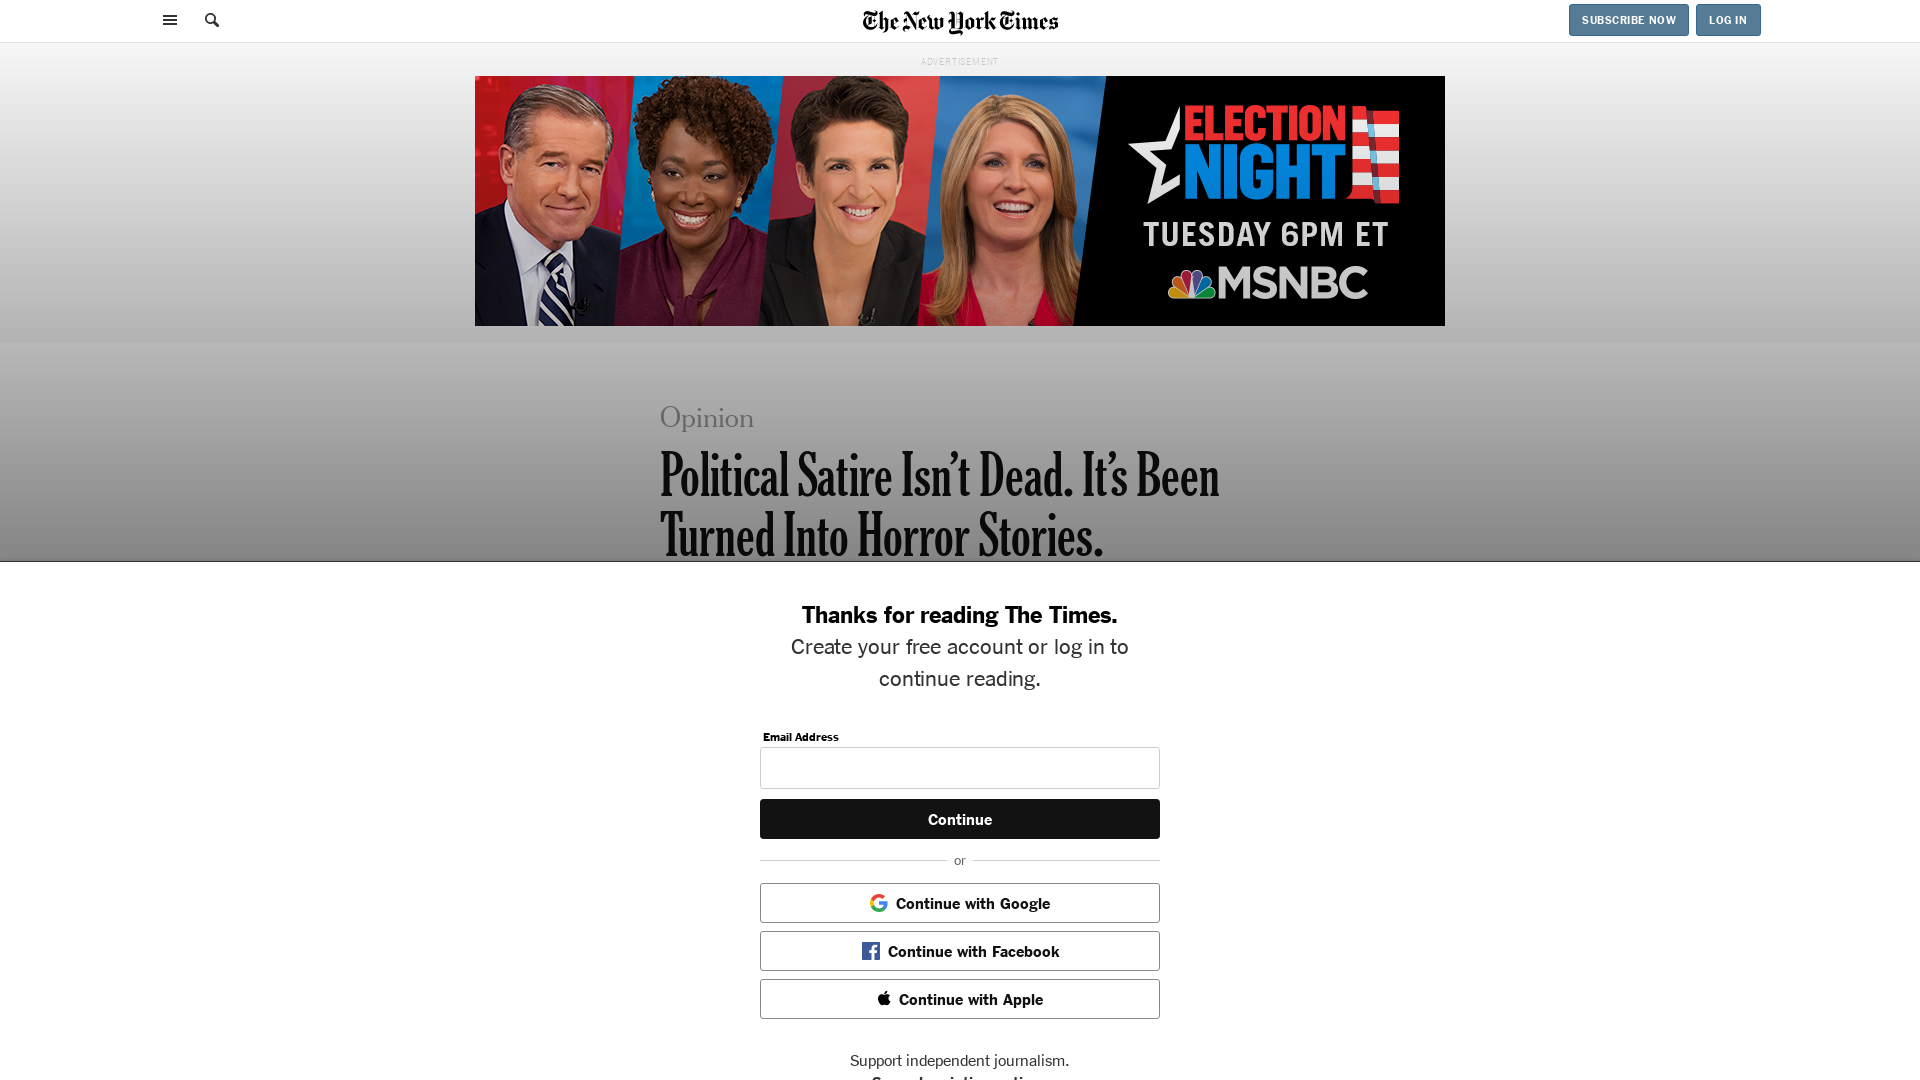 The New York Times
SUBSCRIBE NOW
LOG IN
ADVERTISEMENT
ELECTION
NIGHT
TUESDAY 6PM ET
MSNBC
Opinion
Political Satire Isn’t Dead. It’s Been
Turned Into Horror Stories.
Thanks for reading The Times.
Create your free account or log in to
continue reading.
Email Address
Continue
or
Continue with Google
Continue with Facebook
Continue with Apple
Support independent journalism.